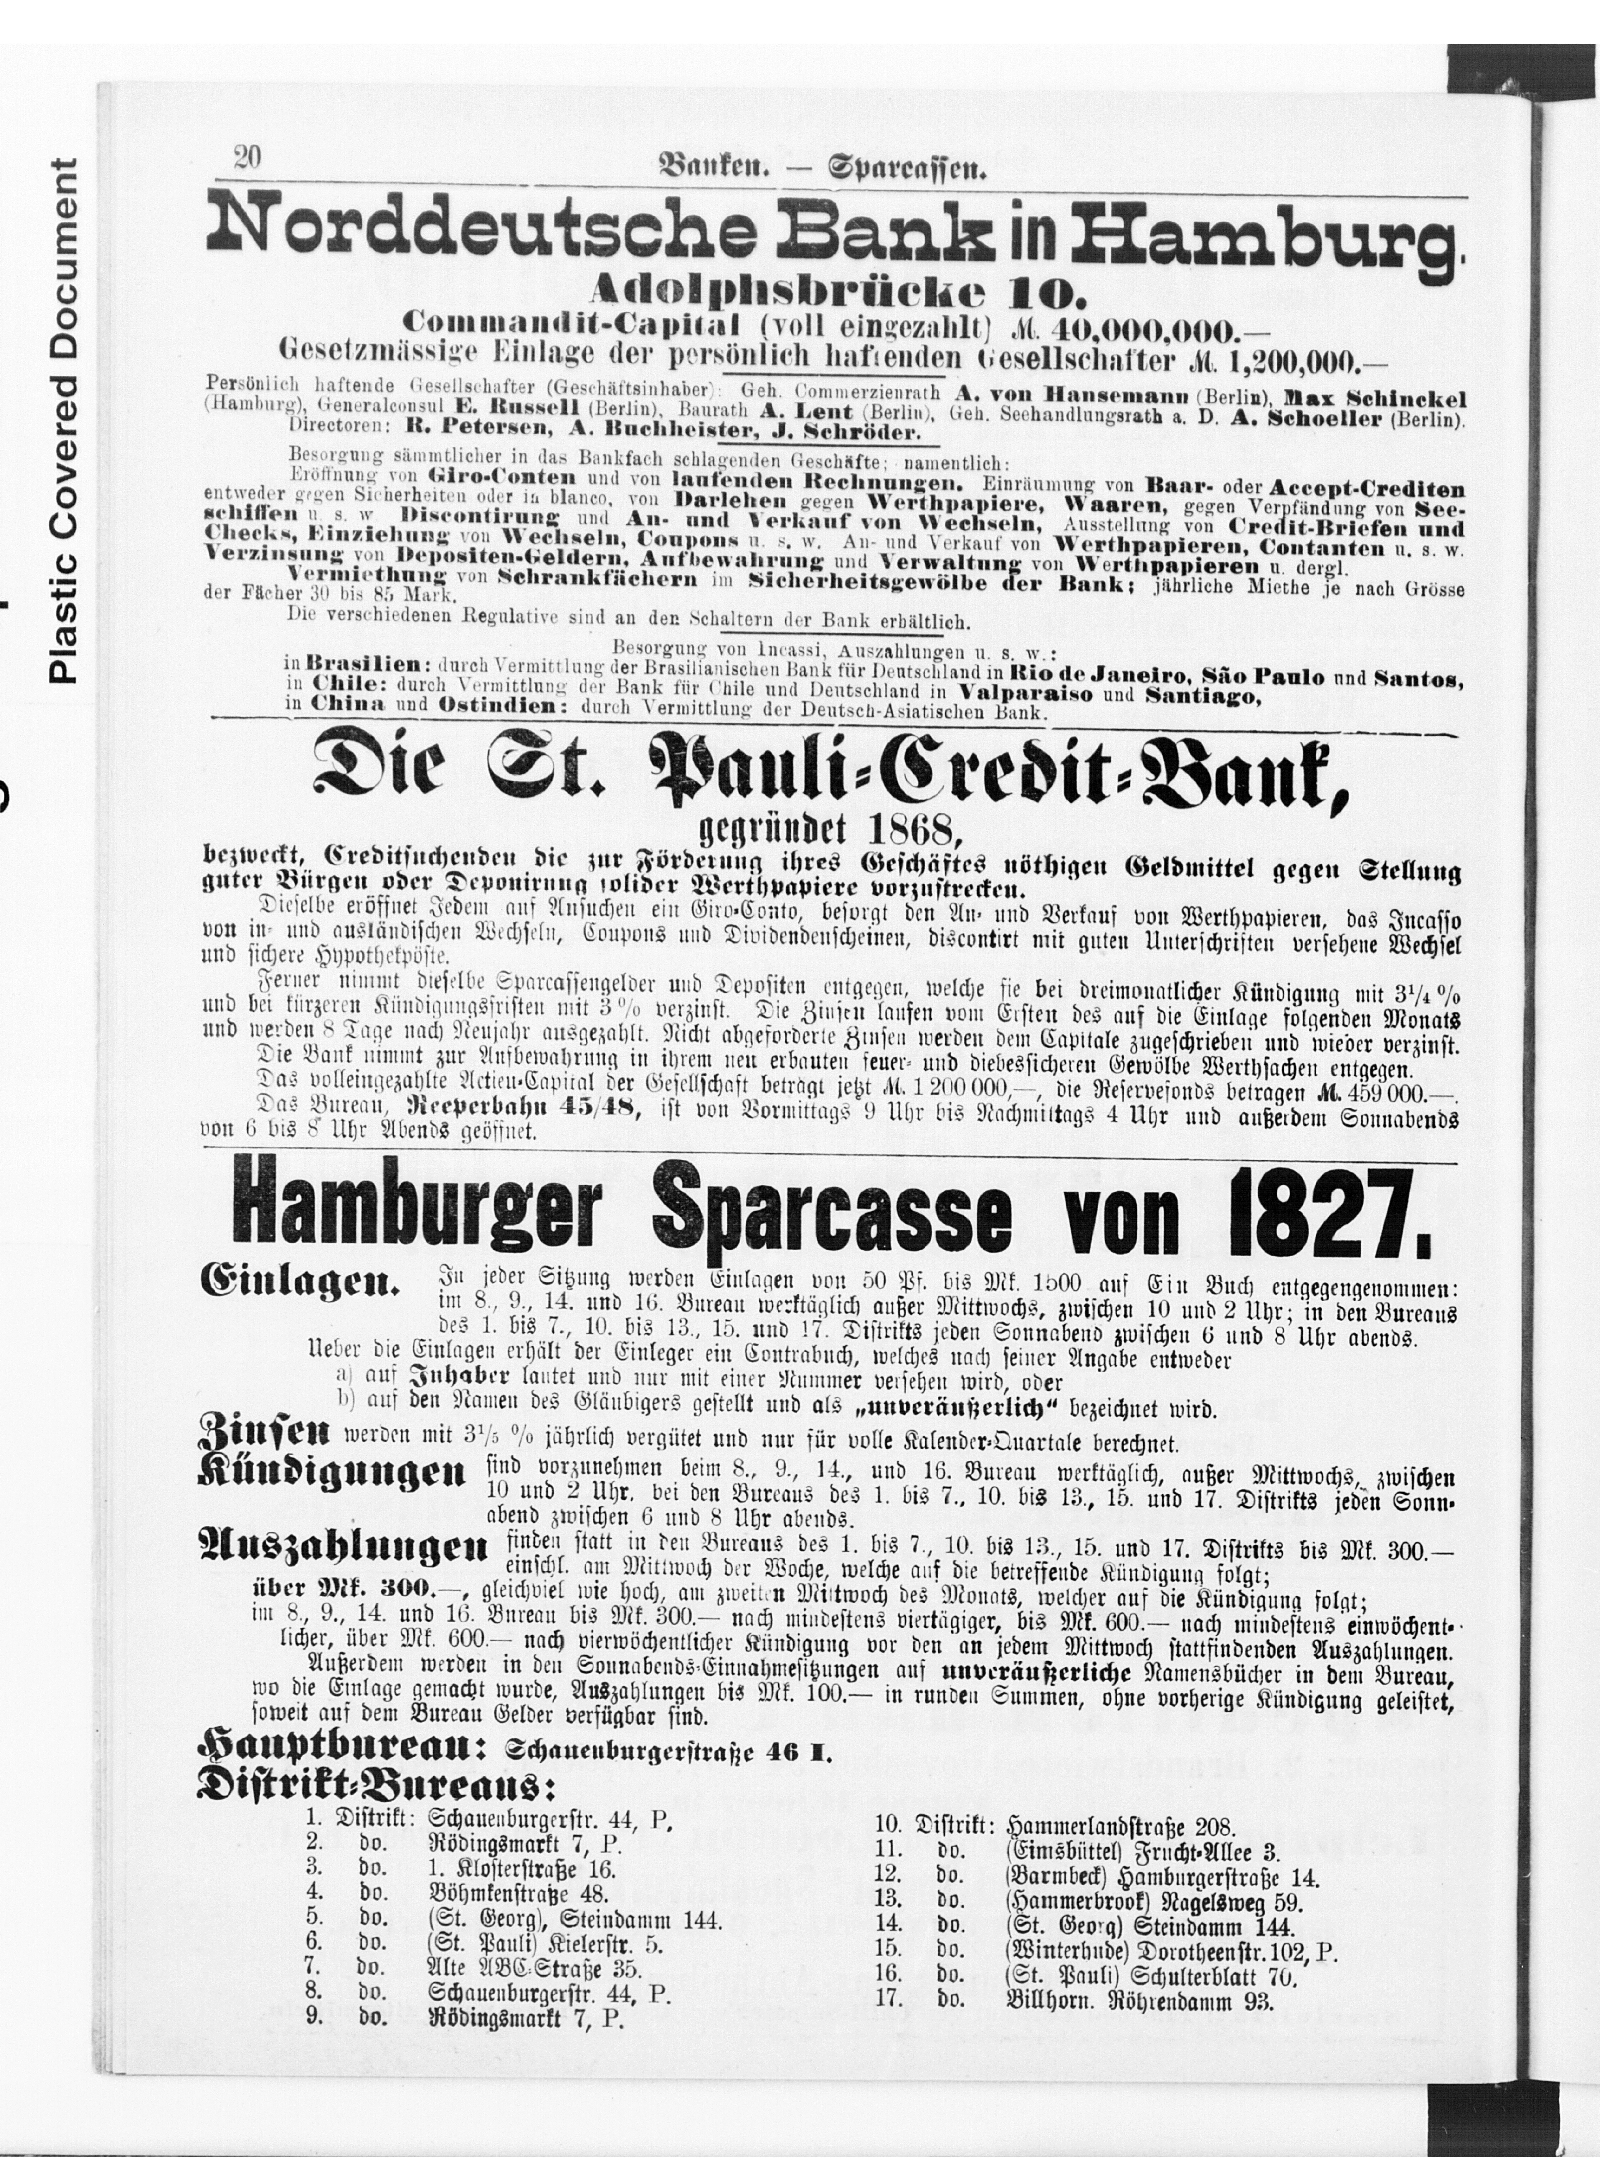 Plastic Covered Document
20
Banken. — Sparcassen.
Norddeutsche Bank in Hamburg.
Adolphsbrücke 10.
Commandit-Capital (voll eingezahlt) M. 40,000,000.—
Gesetzmässige Einlage der persönlich haftenden Gesellschafter M. 1,200,000.—
Persönlich haftende Gesellschafter (Geschäftsinhaber): Geh. Commerzienrath A. von Hansemann (Berlin), Max Schinckel
(Hamburg), Generalconsul E. Russell (Berlin), Baurath A. Lent (Berlin), Geh. Seehandlungsrath a. D. A. Schoeller (Berlin).
Directoren: R. Petersen, A. Buchheister, J. Schröder.
Besorgung sämmtlicher in das Bankfach schlagenden Geschäfte; namentlich:
Eröffnung von Giro-Conten und von laufenden Rechnungen. Einräumung von Baar- oder Accept-Crediten
entweder gegen Sicherheiten oder in blanco, von Darlehen gegen Werthpapiere, Waaren, gegen Verpfändung von See-
schiffen u. s. w. Discontirung und An- und Verkauf von Wechseln, Ausstellung von Credit-Briefen und
Checks, Einziehung von Wechseln, Coupons u. s. w. An- und Verkauf von Werthpapieren, Contanten u. s. w.
Verzinsung von Depositen-Geldern, Aufbewahrung und Verwaltung von Werthpapieren u. dergl.
Vermiethung von Schrankfächern im Sicherheitsgewölbe der Bank; jährliche Miethe je nach Grösse
der Fächer 30 bis 85 Mark.
Die verschiedenen Regulative sind an den Schaltern der Bank erhältlich.
Besorgung von Incassi, Auszahlungen u. s. w.:
in Brasilien: durch Vermittlung der Brasilianischen Bank für Deutschland in Rio de Janeiro, São Paulo und Santos,
in Chile: durch Vermittlung der Bank für Chile und Deutschland in Valparaiso und Santiago,
in China und Ostindien: durch Vermittlung der Deutsch-Asiatischen Bank.
Die St. Pauli-Credit-Bank,
gegründet 1868,
bezweckt, Creditsuchenden die zur Förderung ihres Geschäftes nöthigen Geldmittel gegen Stellung
guter Bürgen oder Deponirung solider Werthpapiere vorzustrecken.
Dieselbe eröffnet Jedem auf Ansuchen ein Giro-Conto, besorgt den An- und Verkauf von Werthpapieren, das Incasso
von in- und ausländischen Wechseln, Coupons und Dividendenscheinen, discontirt mit guten Unterschriften versehene Wechsel
und sichere Hypothekpöste.
Ferner nimmt dieselbe Sparcassengelder und Depositen entgegen, welche sie bei dreimonatlicher Kündigung mit 3¼ %
und bei kürzeren Kündigungsfristen mit 3 % verzinst. Die Zinsen laufen vom Ersten des auf die Einlage folgenden Monats
und werden 8 Tage nach Neujahr ausgezahlt. Nicht abgeforderte Zinsen werden dem Capitale zugeschrieben und wieder verzinst.
Die Bank nimmt zur Aufbewahrung in ihrem neu erbauten feuer- und diebessicheren Gewölbe Werthsachen entgegen.
Das volleingezahlte Actien-Capital der Gesellschaft beträgt jetzt M. 1 200 000,—, die Reservefonds betragen M. 459 000.—.
Das Bureau, Reeperbahn 45/48, ist von Vormittags 9 Uhr bis Nachmittags 4 Uhr und außerdem Sonnabends
von 6 bis 8 Uhr Abends geöffnet.
Hamburger Sparcasse von 1827.
Einlagen. In jeder Sitzung werden Einlagen von 50 Pf. bis Mk. 1500 auf Ein Buch entgegengenommen:
im 8., 9., 14. und 16. Bureau werktäglich außer Mittwochs, zwischen 10 und 2 Uhr; in den Bureaus
des 1. bis 7., 10. bis 13., 15. und 17. Distrikts jeden Sonnabend zwischen 6 und 8 Uhr abends.
Ueber die Einlagen erhält der Einleger ein Contrabuch, welches nach seiner Angabe entweder
a) auf Inhaber lautet und nur mit einer Nummer versehen wird, oder
b) auf den Namen des Gläubigers gestellt und als „unveräußerlich“ bezeichnet wird.
Zinsen werden mit 3⅕ % jährlich vergütet und nur für volle Kalender-Quartale berechnet.
Kündigungen sind vorzunehmen beim 8., 9., 14., und 16. Bureau werktäglich, außer Mittwochs, zwischen
10 und 2 Uhr, bei den Bureaus des 1. bis 7., 10. bis 13., 15. und 17. Distrikts jeden Sonn-
abend zwischen 6 und 8 Uhr abends.
Auszahlungen finden statt in den Bureaus des 1. bis 7., 10. bis 13., 15. und 17. Distrikts bis Mk. 300.—
einschl. am Mittwoch der Woche, welche auf die betreffende Kündigung folgt;
über Mk. 300.—, gleichviel wie hoch, am zweiten Mittwoch des Monats, welcher auf die Kündigung folgt;
im 8., 9., 14. und 16. Bureau bis Mk. 300.— nach mindestens viertägiger, bis Mk. 600.— nach mindestens einwöchent-
licher, über Mk. 600.— nach vierwöchentlicher Kündigung vor den an jedem Mittwoch stattfindenden Auszahlungen.
Außerdem werden in den Sonnabends-Einnahmesitzungen auf unveräußerliche Namensbücher in dem Bureau,
wo die Einlage gemacht wurde, Auszahlungen bis Mk. 100.— in runden Summen, ohne vorherige Kündigung geleistet,
soweit auf dem Bureau Gelder verfügbar sind.
Hauptbureau: Schauenburgerstraße 46 I.
Distrikt-Bureaus:
1. Distrikt: Schauenburgerstr. 44, P.
2. do. Rödingsmarkt 7, P.
3. do. 1. Klosterstraße 16.
4. do. Böhmkenstraße 48.
5. do. (St. Georg), Steindamm 144.
6. do. (St. Pauli) Kielerstr. 5.
7. do. Alte ABC-Straße 35.
8. do. Schauenburgerstr. 44, P.
9. do. Rödingsmarkt 7, P.
10. Distrikt: Hammerlandstraße 208.
11. do. (Eimsbüttel) Frucht-Allee 3.
12. do. (Barmbeck) Hamburgerstraße 14.
13. do. (Hammerbrook) Nagelsweg 59.
14. do. (St. Georg) Steindamm 144.
15. do. (Winterhude) Dorotheenstr. 102, P.
16. do. (St. Pauli) Schulterblatt 70.
17. do. Billhorn. Röhrendamm 93.